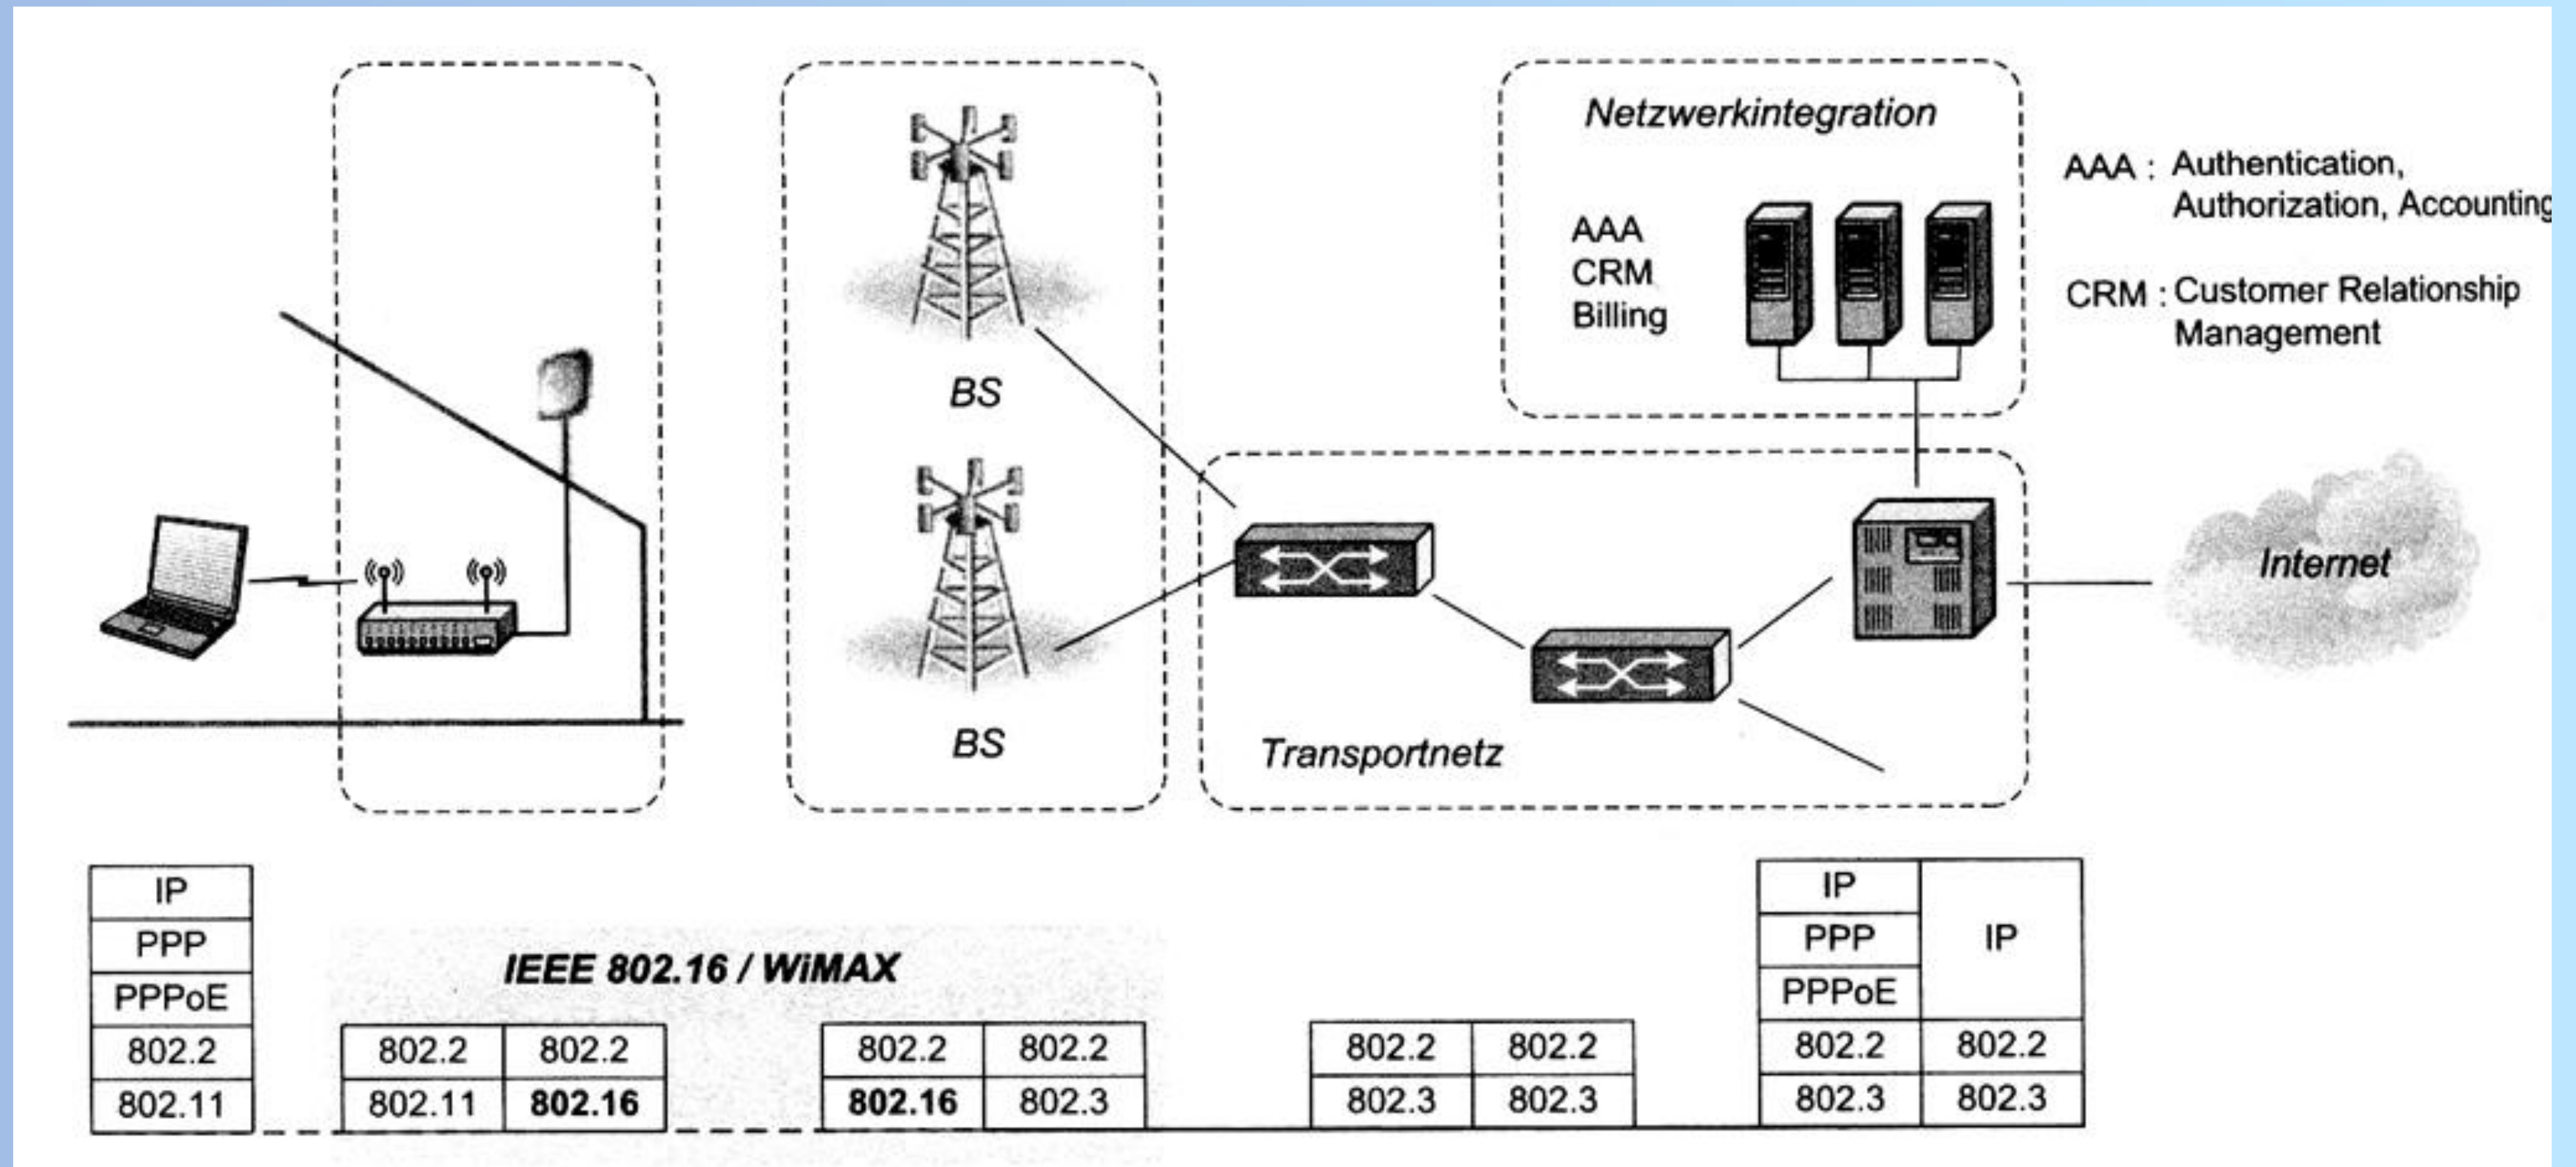 Netzwerkintegration
AAA
CRM
Billing
AAA : Authentication,
Authorization, Accounting
CRM : Customer Relationship
Management
BS
BS
Transportnetz
Internet
IP
PPP
PPPoE
802.2
802.11
IEEE 802.16 / WiMAX
802.2 802.2
802.11 802.16
802.2 802.2
802.16 802.3
802.2 802.2
802.3 802.3
IP
PPP
PPPoE
802.2
802.3
IP
802.2
802.3